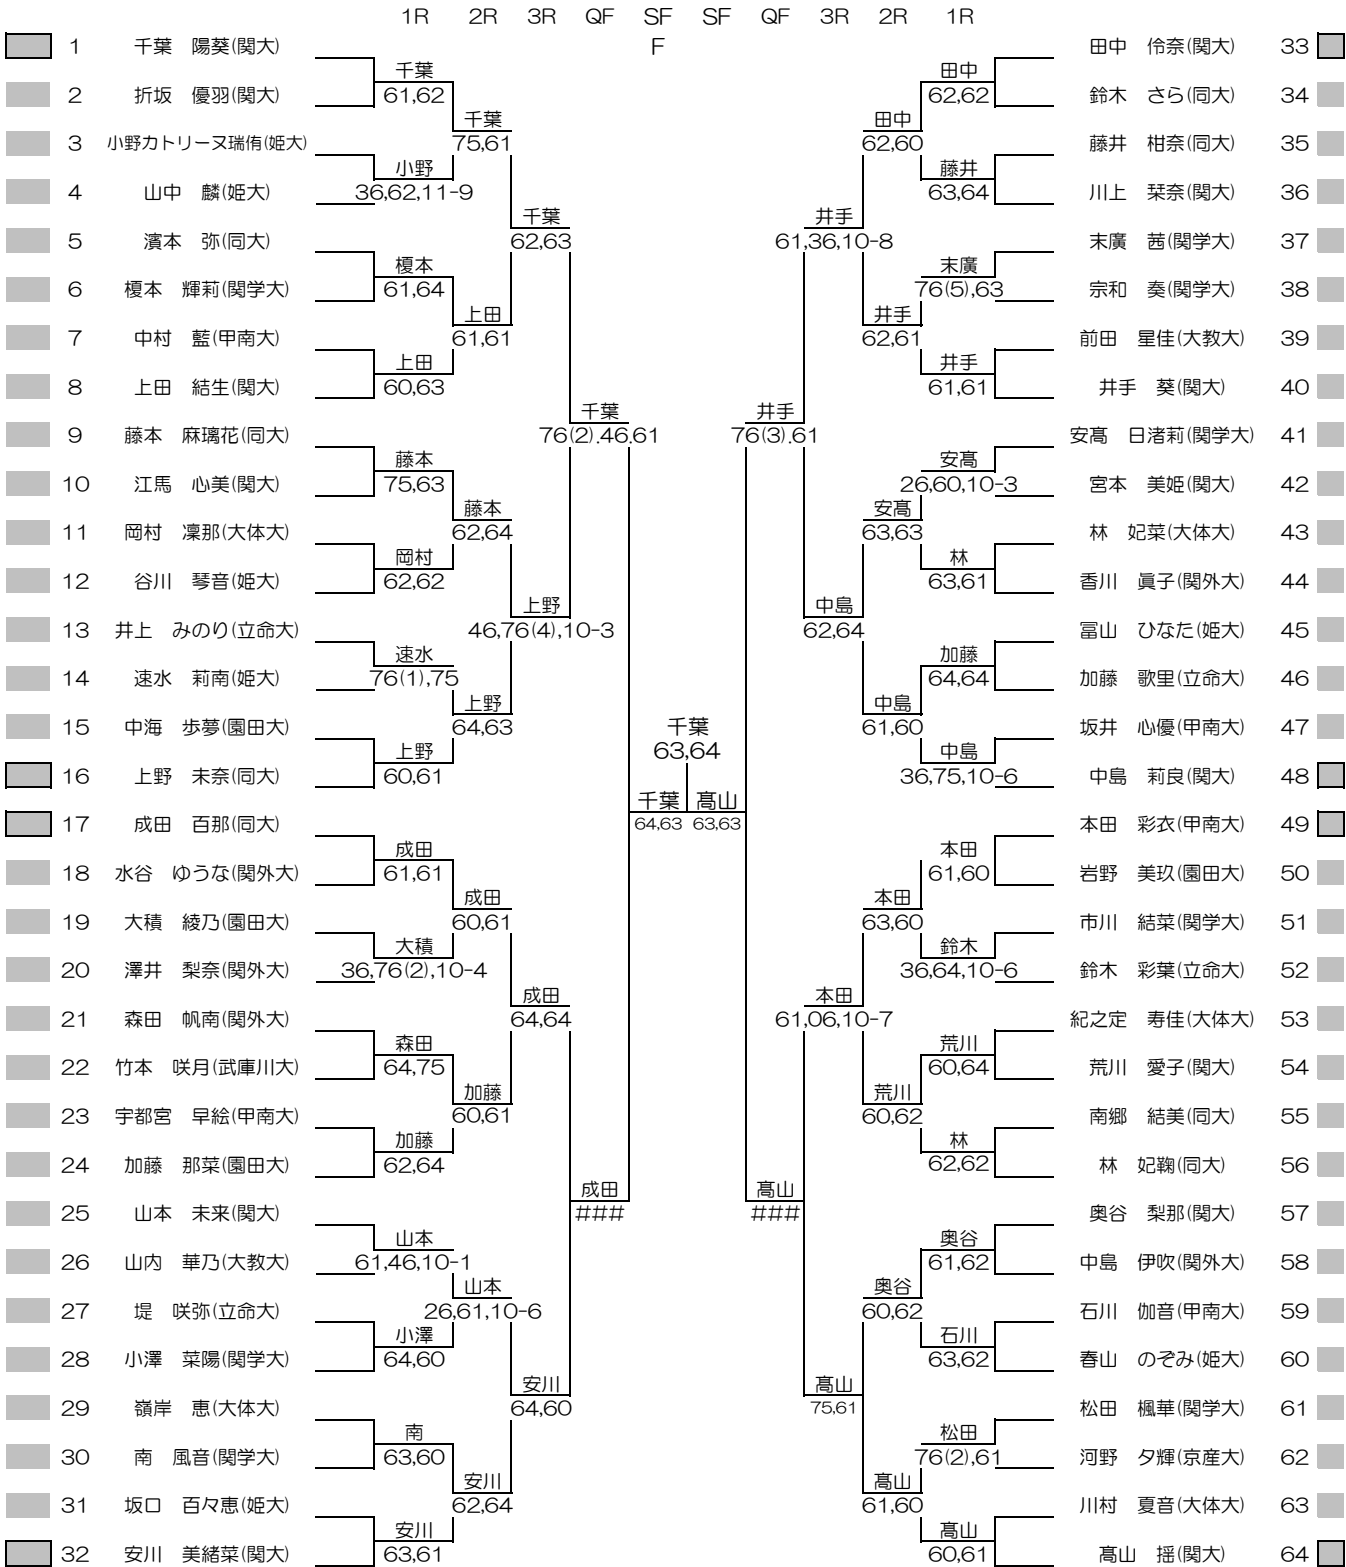 1R 2R 3R QF SF SF QF 3R 2R 1R
F
1 千葉 陽葵(関大)
2 折坂 優羽(関大)
3 小野カトリーヌ瑞侑(姫大)
4 山中 麟(姫大)
5 濱本 弥(同大)
6 榎本 輝莉(関学大)
7 中村 藍(甲南大)
8 上田 結生(関大)
9 藤本 麻璃花(同大)
10 江馬 心美(関大)
11 岡村 凜那(大体大)
12 谷川 琴音(姫大)
13 井上 みのり(立命大)
14 速水 莉南(姫大)
15 中海 歩夢(園田大)
16 上野 未奈(同大)
17 成田 百那(同大)
18 水谷 ゆうな(関外大)
19 大積 綾乃(園田大)
20 澤井 梨奈(関外大)
21 森田 帆南(関外大)
22 竹本 咲月(武庫川大)
23 宇都宮 早絵(甲南大)
24 加藤 那菜(園田大)
25 山本 未来(関大)
26 山内 華乃(大教大)
27 堤 咲弥(立命大)
28 小澤 菜陽(関学大)
29 嶺岸 恵(大体大)
30 南 風音(関学大)
31 坂口 百々恵(姫大)
32 安川 美緒菜(関大)
千葉
61,62
小野
36,62,11-9
榎本
61,64
上田
60,63
藤本
75,63
岡村
62,62
速水
76(1),75
上野
60,61
成田
61,61
大積
36,76(2),10-4
森田
64,75
加藤
62,64
山本
61,46,10-1
小澤
64,60
南
63,60
安川
63,61
千葉
75,61
上田
61,61
藤本
62,64
上野
64,63
成田
60,61
加藤
60,61
山本
26,61,10-6
安川
62,64
千葉
62,63
上野
46,76(4),10-3
成田
64,64
安川
64,60
千葉
76(2).46.61
成田
###
千葉
63,64
千葉 髙山
64,63 63,63
井手
76(3).61
髙山
###
井手
61,36,10-8
中島
62,64
本田
61,06,10-7
髙山
75,61
田中
62,60
井手
62,61
安髙
63,63
中島
61,60
本田
63,60
荒川
60,62
奥谷
60,62
髙山
61,60
田中
62,62
藤井
63,64
末廣
76(5),63
井手
61,61
安髙
26,60,10-3
林
63,61
加藤
64,64
中島
36,75,10-6
本田
61,60
鈴木
36,64,10-6
荒川
60,64
林
62,62
奥谷
61,62
石川
63,62
松田
76(2),61
髙山
60,61
田中 伶奈(関大) 33
鈴木 さら(同大) 34
藤井 柑奈(同大) 35
川上 栞奈(関大) 36
末廣 茜(関学大) 37
宗和 奏(関学大) 38
前田 星佳(大教大) 39
井手 葵(関大) 40
安髙 日渚莉(関学大) 41
宮本 美姫(関大) 42
林 妃菜(大体大) 43
香川 眞子(関外大) 44
冨山 ひなた(姫大) 45
加藤 歌里(立命大) 46
坂井 心優(甲南大) 47
中島 莉良(関大) 48
本田 彩衣(甲南大) 49
岩野 美玖(園田大) 50
市川 結菜(関学大) 51
鈴木 彩葉(立命大) 52
紀之定 寿佳(大体大) 53
荒川 愛子(関大) 54
南郷 結美(同大) 55
林 妃鞠(同大) 56
奥谷 梨那(関大) 57
中島 伊吹(関外大) 58
石川 伽音(甲南大) 59
春山 のぞみ(姫大) 60
松田 楓華(関学大) 61
河野 夕輝(京産大) 62
川村 夏音(大体大) 63
髙山 揺(関大) 64